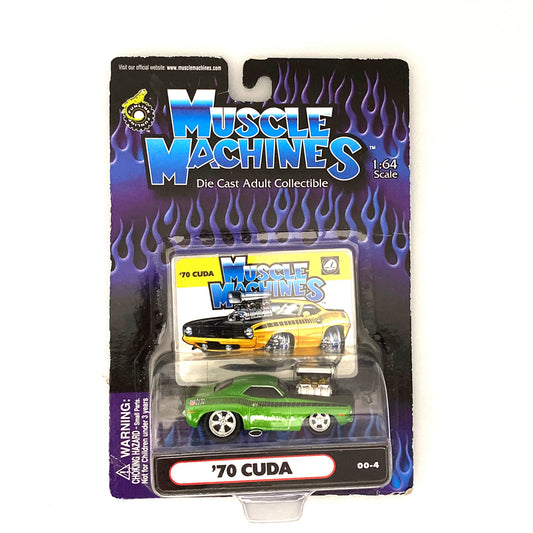 Visit our official website: www.musclemachines.com
MUSCLE
MACHINES™
Die Cast Adult Collectible
1:64
Scale
'70 CUDA
MUSCLE
MACHINES
⚠WARNING:
CHOKING HAZARD - Small Parts.
Not for Children under 3 years
'70 CUDA
00-4